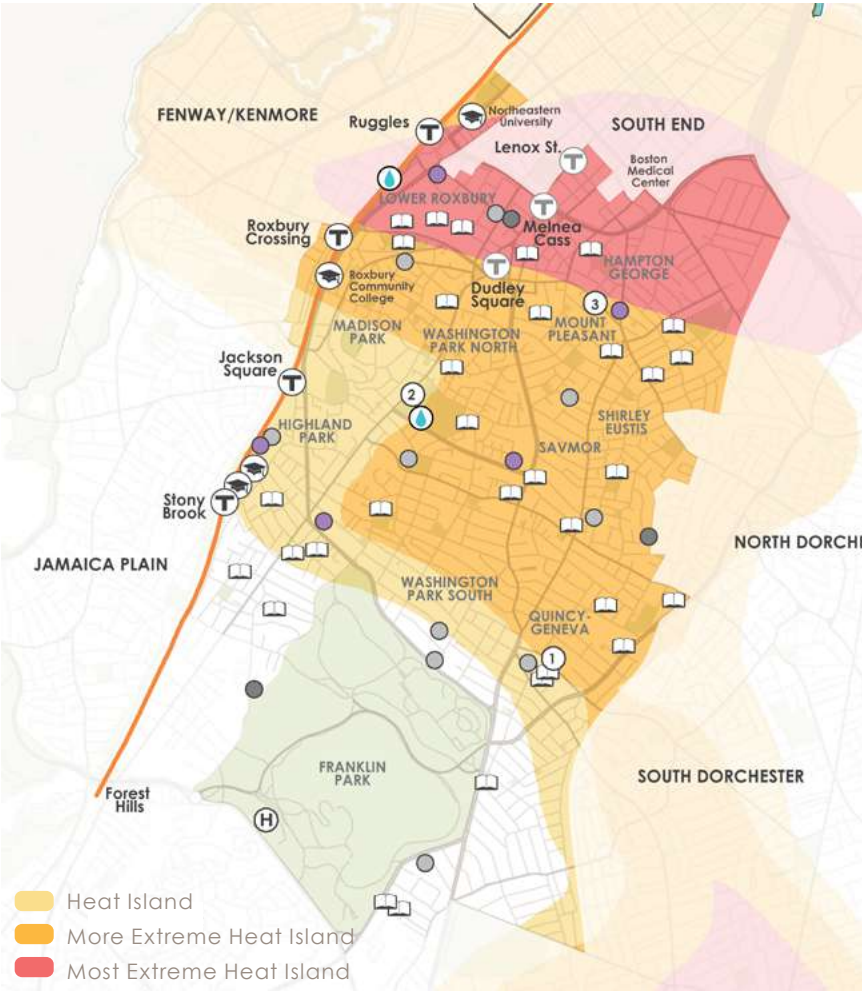 FENWAY/KENMORE
Ruggles
T
Northeastern
University
SOUTH END
Lenox St.
T
Boston
Medical
Center
LOWER ROXBURY
T
Melnea
Cass
Roxbury
Crossing
T
HAMPTON
GEORGE
T
Dudley
Square
Roxbury
Community
College
3
MADISON
PARK
WASHINGTON
PARK NORTH
MOUNT
PLEASANT
Jackson
Square
T
2
HIGHLAND
PARK
SHIRLEY
EUSTIS
SAVMOR
Stony
Brook
T
JAMAICA PLAIN
NORTH DORCHE
WASHINGTON
PARK SOUTH
QUINCY-
GENEVA
1
FRANKLIN
PARK
SOUTH DORCHESTER
Forest
Hills
H
Heat Island
More Extreme Heat Island
Most Extreme Heat Island